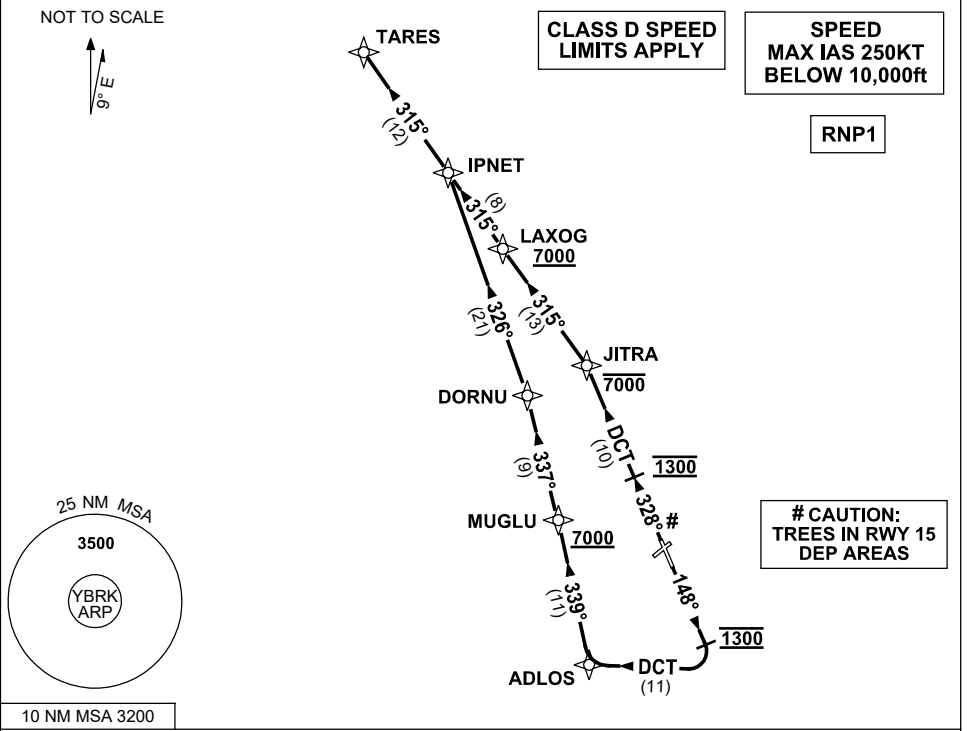 NOT TO SCALE
9° E
CLASS D SPEED
LIMITS APPLY
SPEED
MAX IAS 250KT
BELOW 10,000ft
RNP1
TARES
315°
(12)
IPNET
(8)
315°
LAXOG
7000
315°
(13)
326°
(21)
JITRA
7000
DORNU
DCT
(10)
1300
337°
(9)
328°
#
MUGLU
7000
# CAUTION:
TREES IN RWY 15
DEP AREAS
25 NM MSA
3500
YBRK
ARP
339°
(11)
148°
1300
ADLOS
DCT
(11)
10 NM MSA 3200